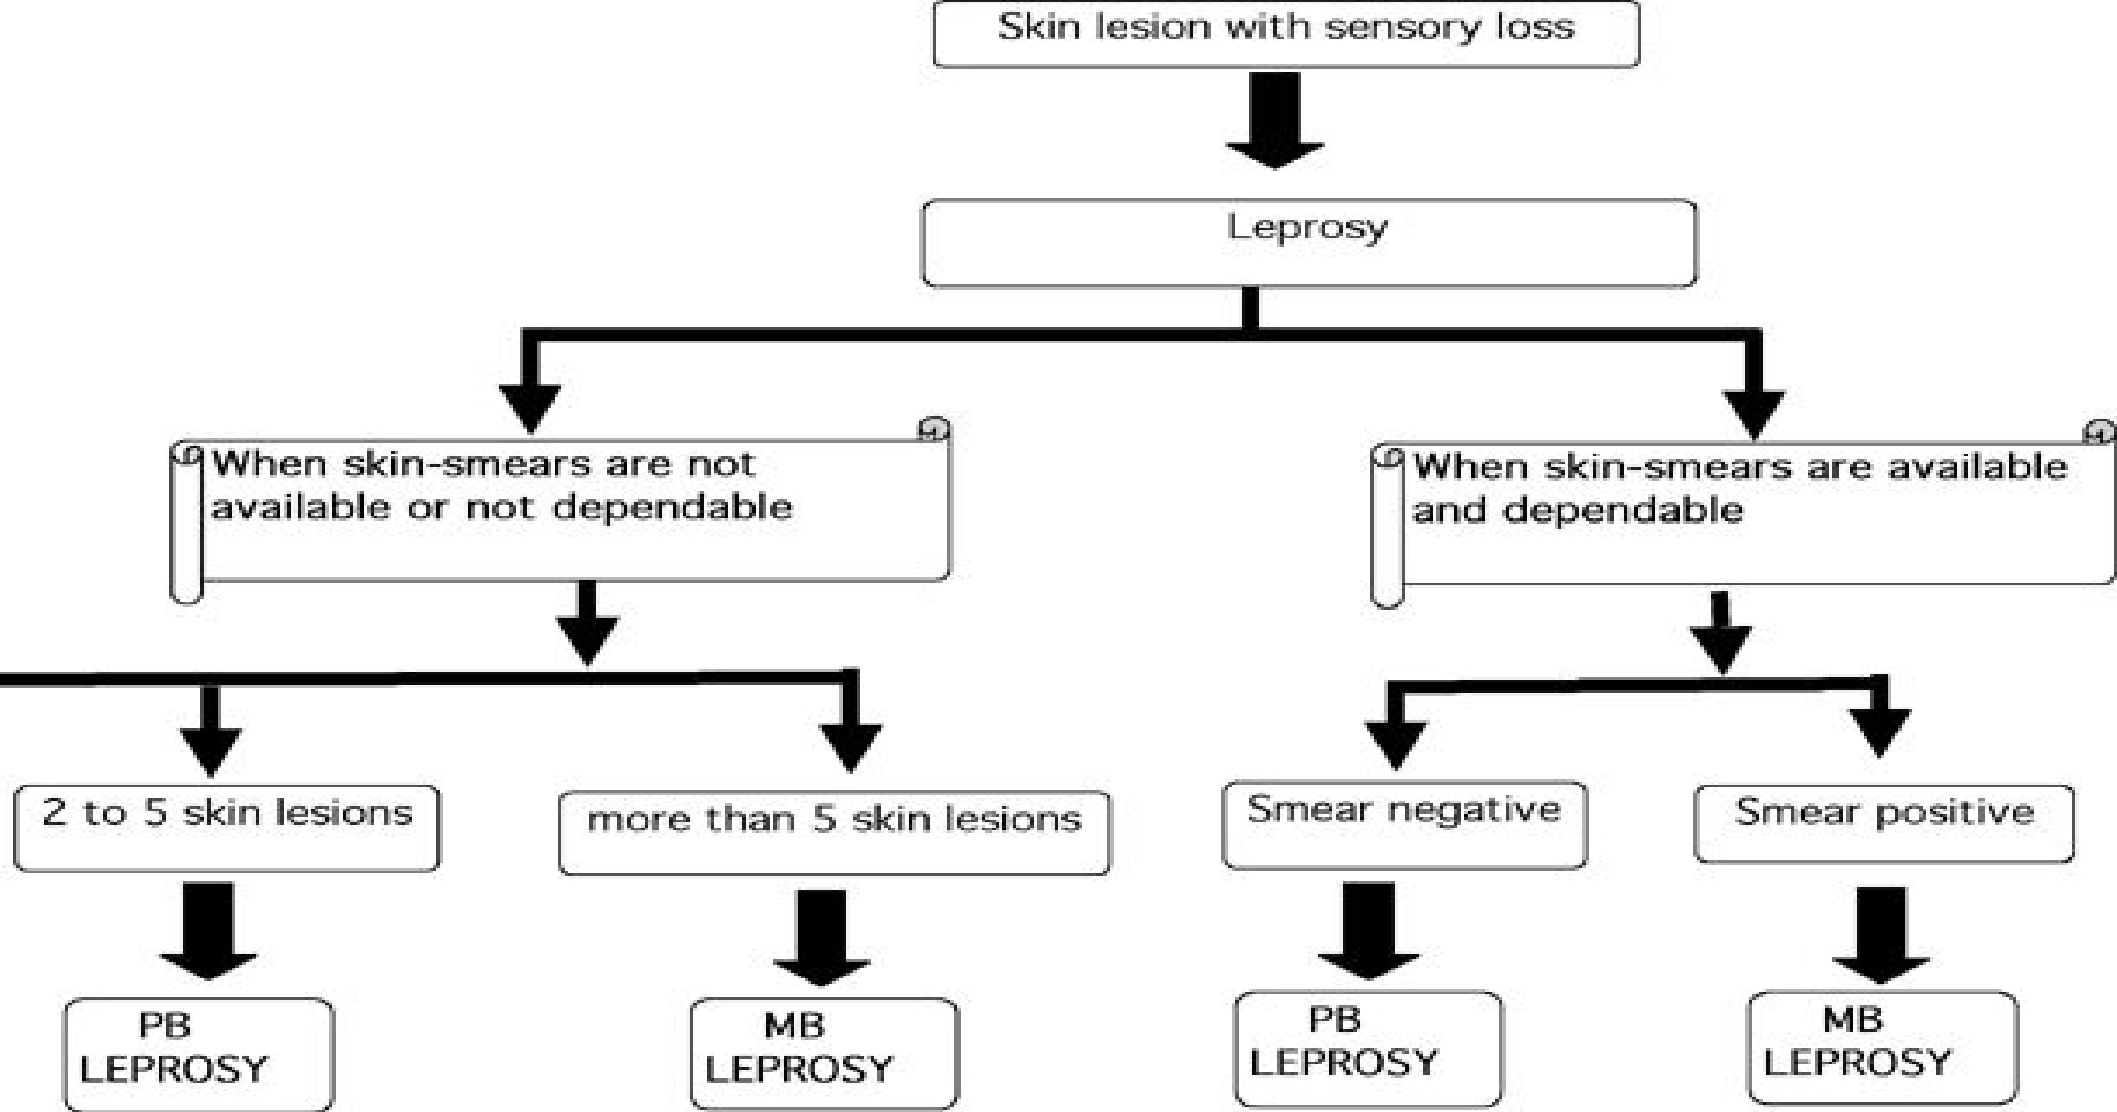 Skin lesion with sensory loss
Leprosy
When skin-smears are not
available or not dependable
When skin-smears are available
and dependable
2 to 5 skin lesions
more than 5 skin lesions
Smear negative
Smear positive
PB
LEPROSY
MB
LEPROSY
PB
LEPROSY
MB
LEPROSY